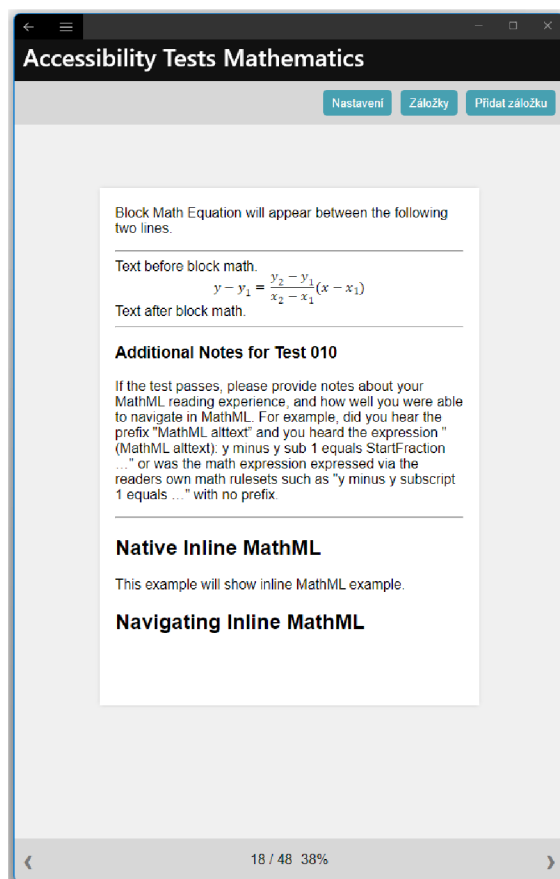 Accessibility Tests Mathematics
Nastavení Záložky Přidat záložku
Block Math Equation will appear between the following
two lines.
Text before block math.
y − y₁ = (y₂ − y₁)/(x₂ − x₁)(x − x₁)
Text after block math.
Additional Notes for Test 010
If the test passes, please provide notes about your
MathML reading experience, and how well you were able
to navigate in MathML. For example, did you hear the
prefix "MathML alttext" and you heard the expression "
(MathML alttext): y minus y sub 1 equals StartFraction
…" or was the math expression expressed via the
readers own math rulesets such as "y minus y subscript
1 equals …" with no prefix.
Native Inline MathML
This example will show inline MathML example.
Navigating Inline MathML
18 / 48 38%